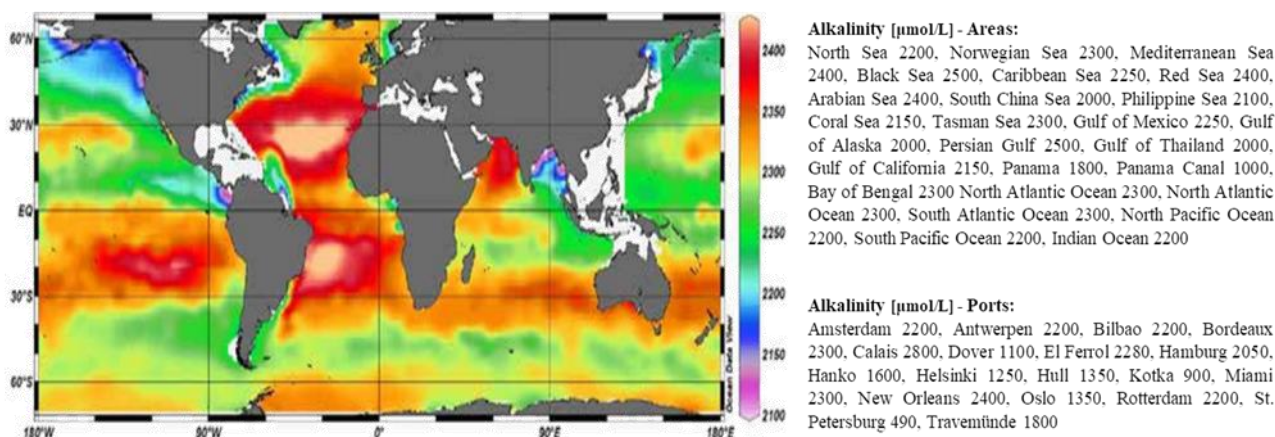 60°N
30°N
EQ
30°S
60°S
180°W
90°W
0°
90°E
180°E
2400
2350
2300
2250
2200
2150
2100
Ocean Data View
Alkalinity [µmol/L] - Areas:
North Sea 2200, Norwegian Sea 2300, Mediterranean Sea
2400, Black Sea 2500, Caribbean Sea 2250, Red Sea 2400,
Arabian Sea 2400, South China Sea 2000, Philippine Sea 2100,
Coral Sea 2150, Tasman Sea 2300, Gulf of Mexico 2250, Gulf
of Alaska 2000, Persian Gulf 2500, Gulf of Thailand 2000,
Gulf of California 2150, Panama 1800, Panama Canal 1000,
Bay of Bengal 2300 North Atlantic Ocean 2300, North Atlantic
Ocean 2300, South Atlantic Ocean 2300, North Pacific Ocean
2200, South Pacific Ocean 2200, Indian Ocean 2200
Alkalinity [µmol/L] - Ports:
Amsterdam 2200, Antwerpen 2200, Bilbao 2200, Bordeaux
2300, Calais 2800, Dover 1100, El Ferrol 2280, Hamburg 2050,
Hanko 1600, Helsinki 1250, Hull 1350, Kotka 900, Miami
2300, New Orleans 2400, Oslo 1350, Rotterdam 2200, St.
Petersburg 490, Travemünde 1800